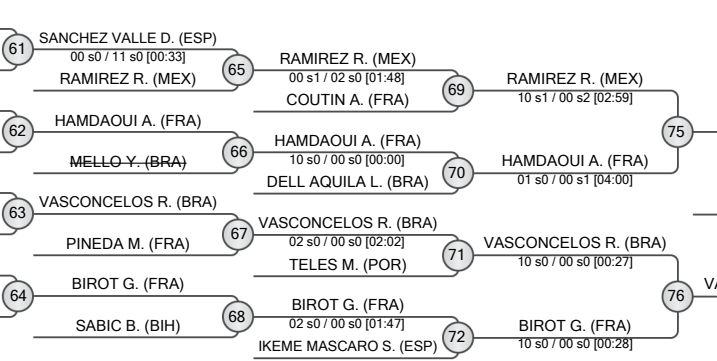 61
SANCHEZ VALLE D. (ESP)
00 s0 / 11 s0 [00:33]
RAMIREZ R. (MEX)
62
HAMDAOUI A. (FRA)
MELLO Y. (BRA)
63
VASCONCELOS R. (BRA)
PINEDA M. (FRA)
64
BIROT G. (FRA)
SABIC B. (BIH)
65
RAMIREZ R. (MEX)
00 s1 / 02 s0 [01:48]
COUTIN A. (FRA)
66
HAMDAOUI A. (FRA)
10 s0 / 00 s0 [00:00]
DELL AQUILA L. (BRA)
67
VASCONCELOS R. (BRA)
02 s0 / 00 s0 [02:02]
TELES M. (POR)
68
BIROT G. (FRA)
02 s0 / 00 s0 [01:47]
IKEME MASCARO S. (ESP)
69
RAMIREZ R. (MEX)
10 s1 / 00 s2 [02:59]
70
HAMDAOUI A. (FRA)
01 s0 / 00 s1 [04:00]
71
VASCONCELOS R. (BRA)
10 s0 / 00 s0 [00:27]
72
BIROT G. (FRA)
10 s0 / 00 s0 [00:28]
75
76